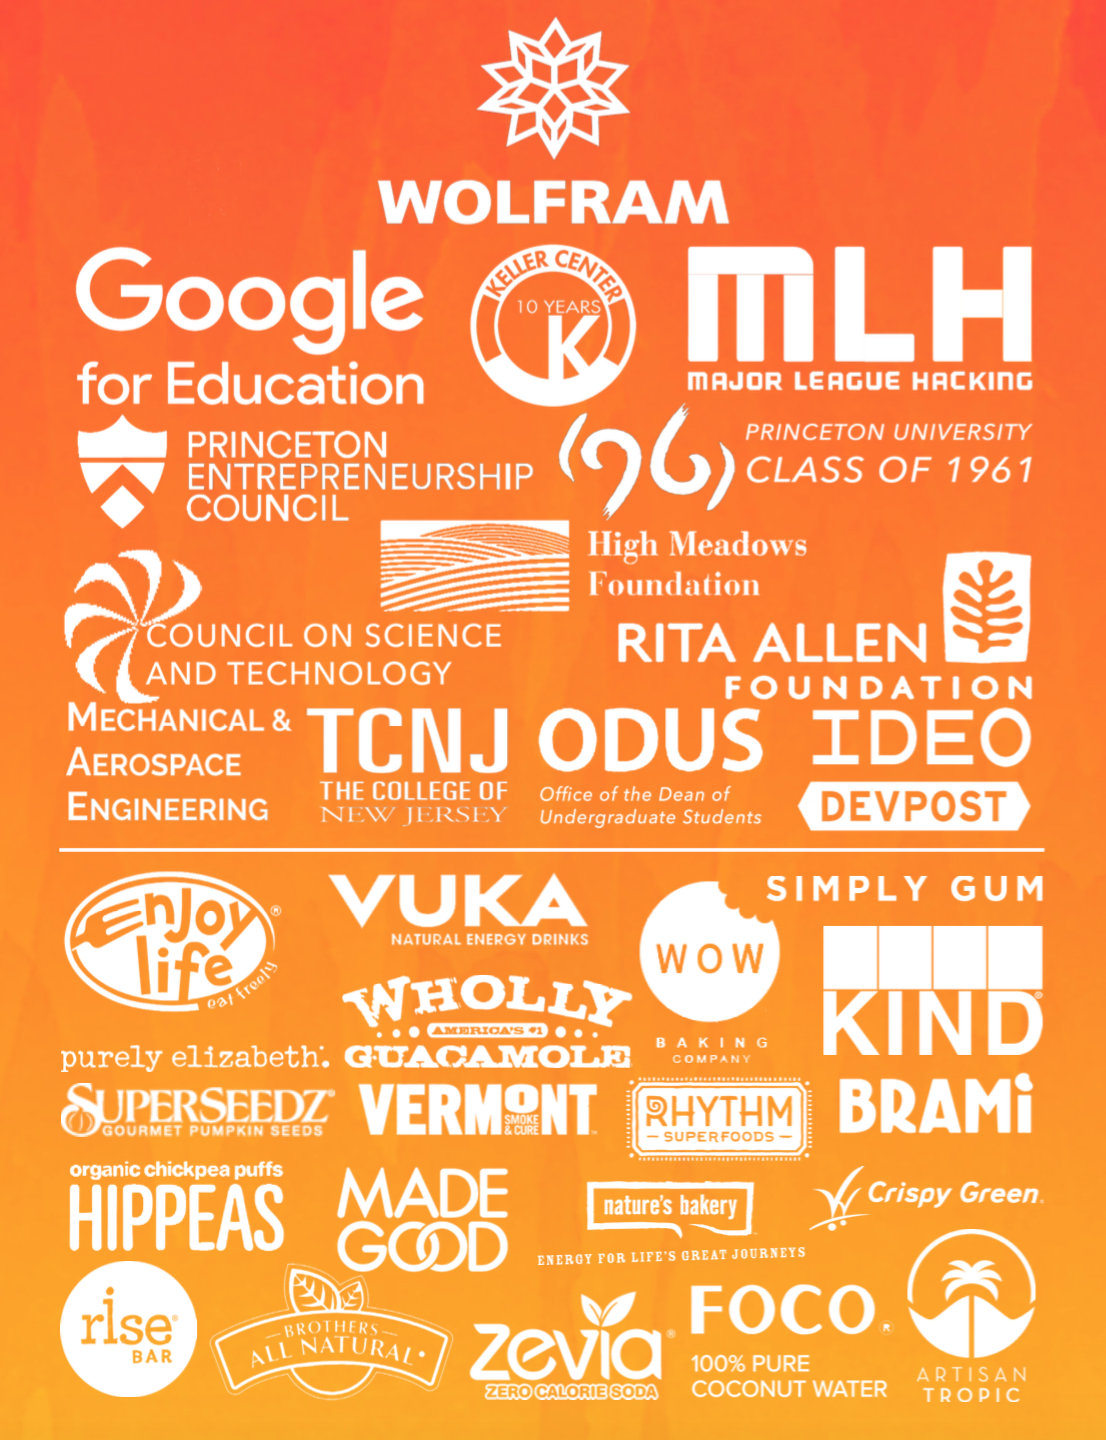 WOLFRAM
Google
for Education
KELLER CENTER
10 YEARS
K
MLH
MAJOR LEAGUE HACKING
PRINCETON
ENTREPRENEURSHIP
COUNCIL
('96)
PRINCETON UNIVERSITY
CLASS OF 1961
High Meadows
Foundation
COUNCIL ON SCIENCE
AND TECHNOLOGY
RITA ALLEN
FOUNDATION
MECHANICAL &
AEROSPACE
ENGINEERING
TCNJ
THE COLLEGE OF
NEW JERSEY
ODUS
Office of the Dean of
Undergraduate Students
IDEO
DEVPOST
EnJoy
life®
eat freely
VUKA
NATURAL ENERGY DRINKS
WOW
BAKING
COMPANY
SIMPLY GUM
KIND®
purely elizabeth.
WHOLLY
AMERICA'S #1
GUACAMOLE
SUPERSEEDZ®
GOURMET PUMPKIN SEEDS
VERMONT
SMOKE
& CURE
RHYTHM
SUPERFOODS
BRAMi
organic chickpea puffs
HIPPEAS
MADE
GOOD
nature's bakery
ENERGY FOR LIFE'S GREAT JOURNEYS
Crispy Green.
rise®
BAR
BROTHERS
ALL NATURAL
zevia®
ZERO CALORIE SODA
FOCO®
100% PURE
COCONUT WATER
ARTISAN
TROPIC